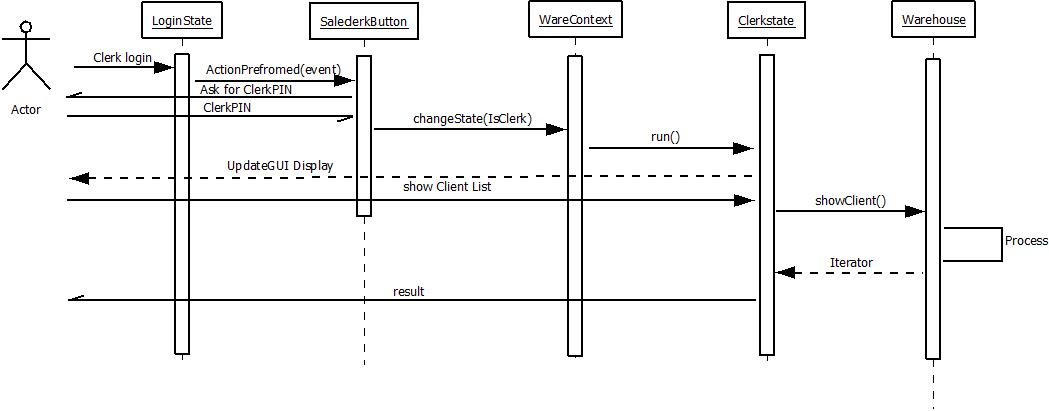 LoginState
SalederkButton
WareContext
Clerkstate
Warehouse
Clerk login
ActionPrefromed(event)
Ask for ClerkPIN
Actor
ClerkPIN
changeState(IsClerk)
run()
UpdateGUI Display
show Client List
showClient()
Process
Iterator
result